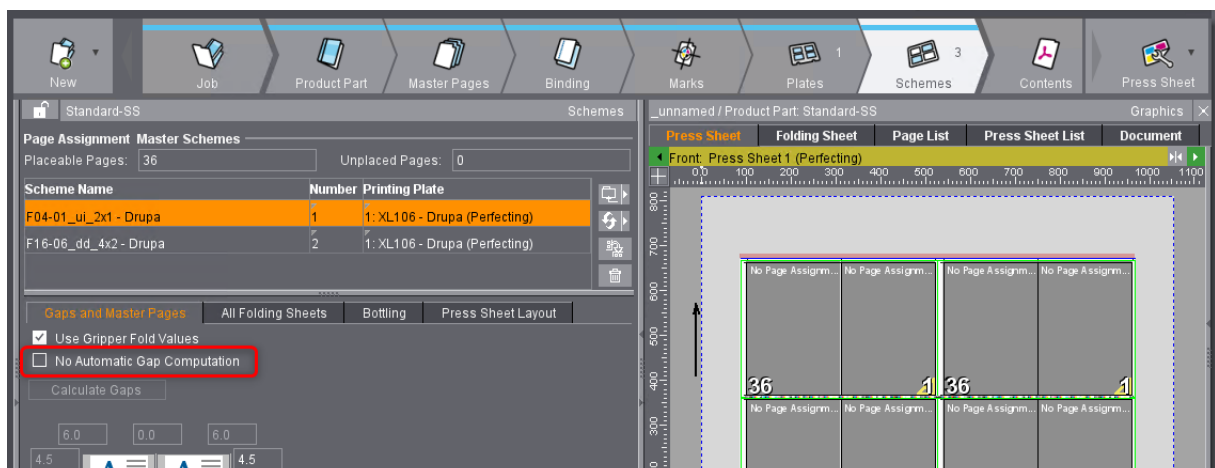 New
Job
Product Part
Master Pages
Binding
Marks
Plates 1
Schemes 3
Contents
Press Sheet
Standard-SS Schemes
Page Assignment Master Schemes
Placeable Pages: 36 Unplaced Pages: 0
Scheme Name Number Printing Plate
F04-01_ui_2x1 - Drupa 1 1: XL106 - Drupa (Perfecting)
F16-06_dd_4x2 - Drupa 2 1: XL106 - Drupa (Perfecting)
Gaps and Master Pages All Folding Sheets Bottling Press Sheet Layout
Use Gripper Fold Values
No Automatic Gap Computation
Calculate Gaps
6.0 0.0 6.0
4.5 4.5
_unnamed / Product Part: Standard-SS Graphics
Press Sheet Folding Sheet Page List Press Sheet List Document
Front: Press Sheet 1 (Perfecting)
0,0 100 200 300 400 500 600 700 800 900 1000 1100
No Page Assignm... No Page Assignm... No Page Assignm... No Page Assignm...
36 1 36 1
No Page Assignm... No Page Assignm... No Page Assignm... No Page Assignm...